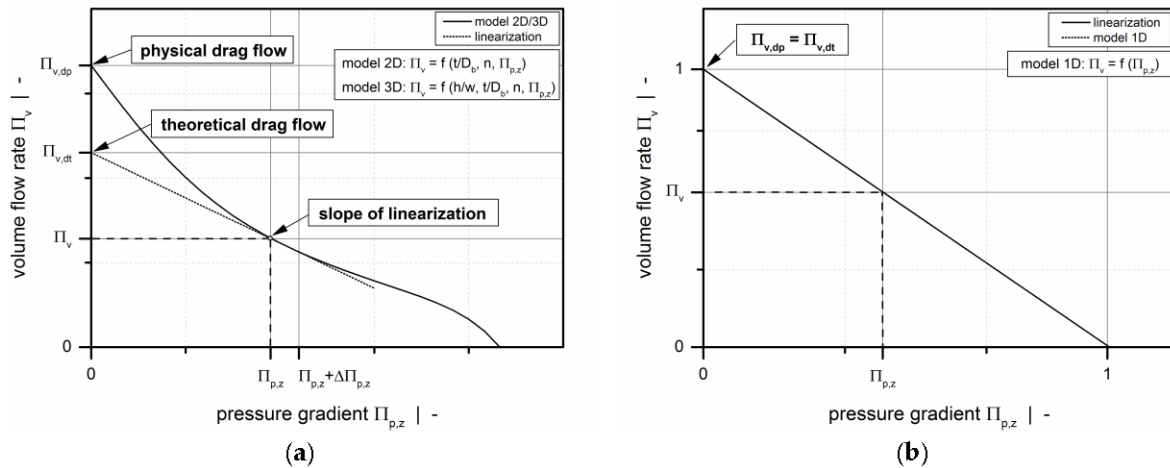 model 2D/3D
linearization
physical drag flow
model 2D: Πv = f (t/Db, n, Πp,z)
model 3D: Πv = f (h/w, t/Db, n, Πp,z)
Πv,dp
theoretical drag flow
Πv,dt
slope of linearization
Πv
0
volume flow rate Πv | -
0
Πp,z
Πp,z+ΔΠp,z
pressure gradient Πp,z | -
(a)
linearization
model 1D
Πv,dp = Πv,dt
model 1D: Πv = f (Πp,z)
1
Πv
0
volume flow rate Πv | -
0
Πp,z
1
pressure gradient Πp,z | -
(b)